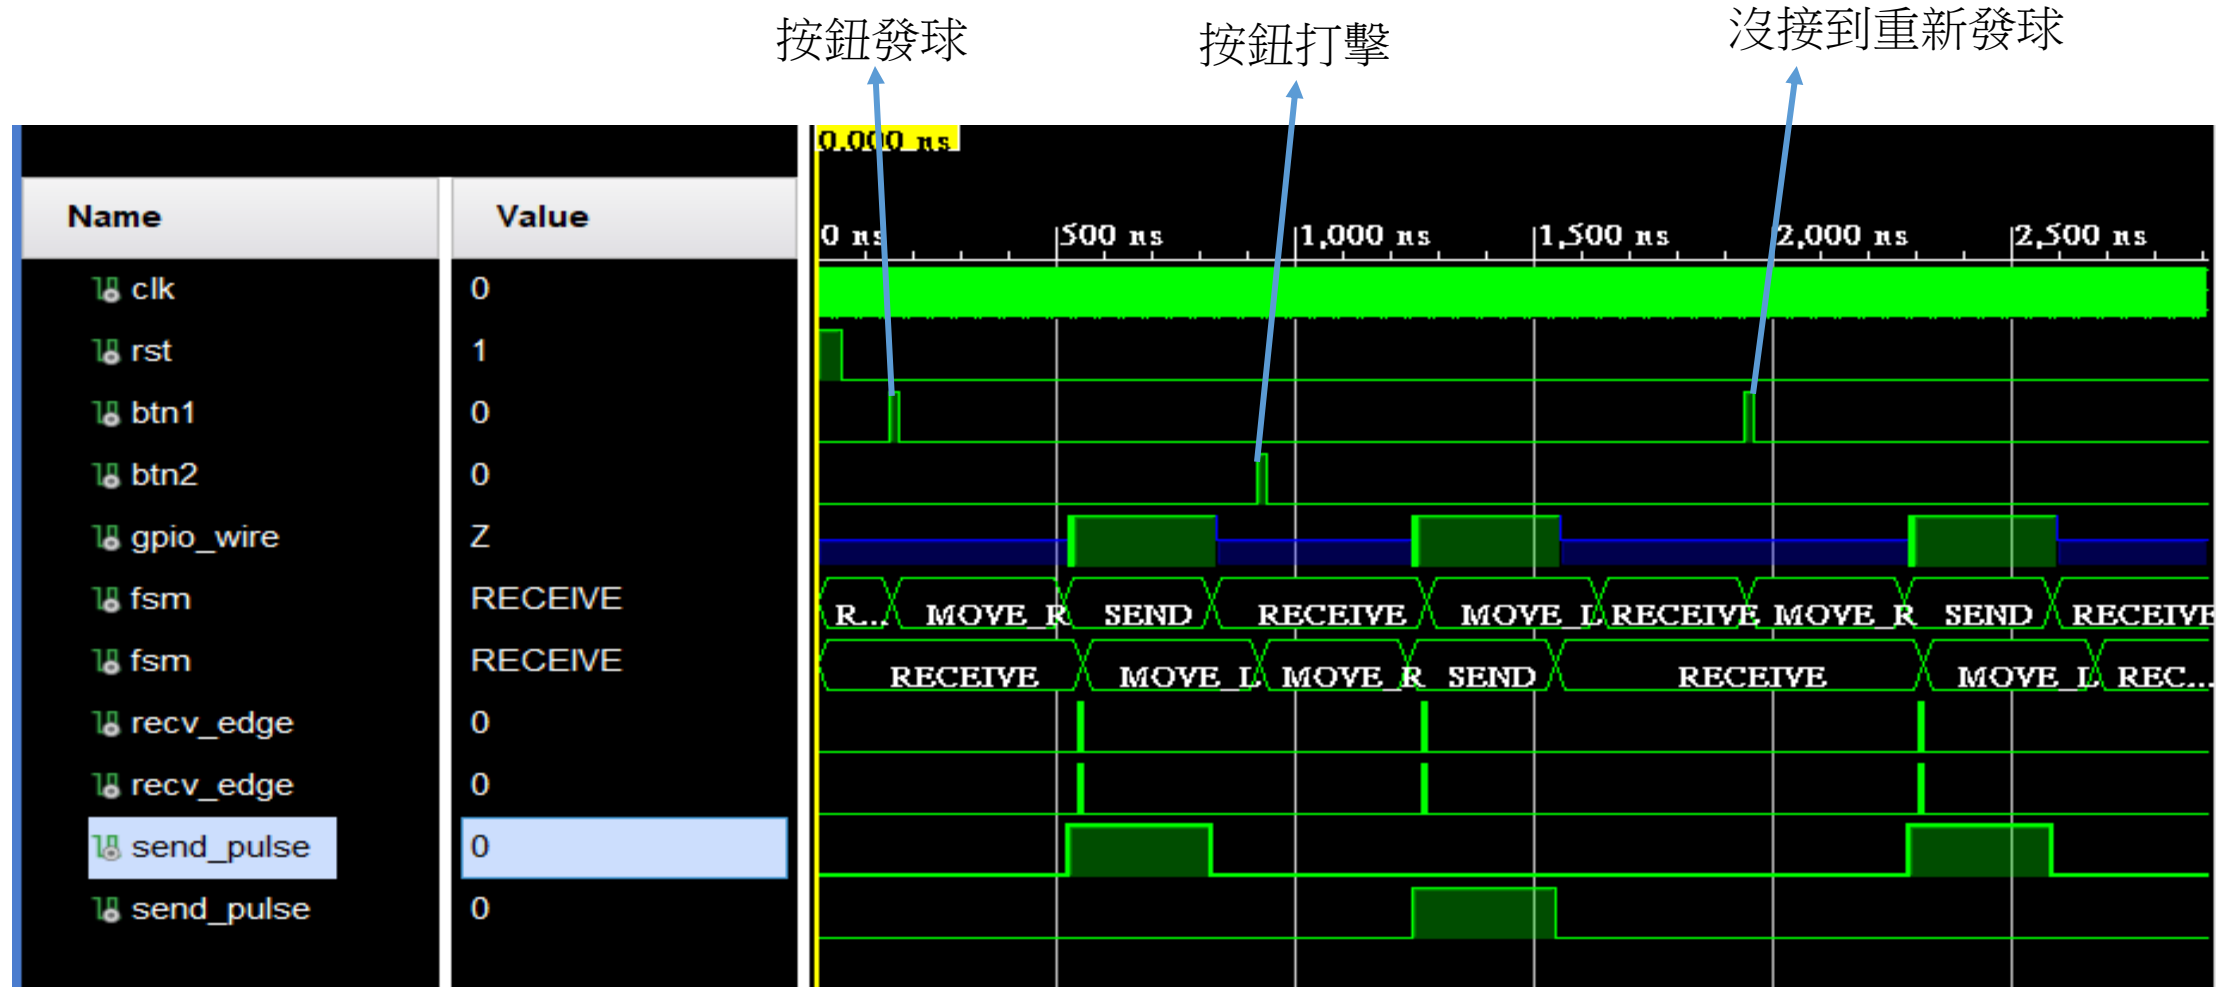 按鈕發球
按鈕打擊
沒接到重新發球
0.000 ns
Name
Value
0 ns
500 ns
1,000 ns
1,500 ns
2,000 ns
2,500 ns
clk
0
rst
1
btn1
0
btn2
0
gpio_wire
Z
fsm
RECEIVE
R...
MOVE_R
SEND
RECEIVE
MOVE_L
RECEIVE
MOVE_R
SEND
RECEIVE
fsm
RECEIVE
RECEIVE
MOVE_L
MOVE_R
SEND
RECEIVE
MOVE_L
REC...
recv_edge
0
recv_edge
0
send_pulse
0
send_pulse
0